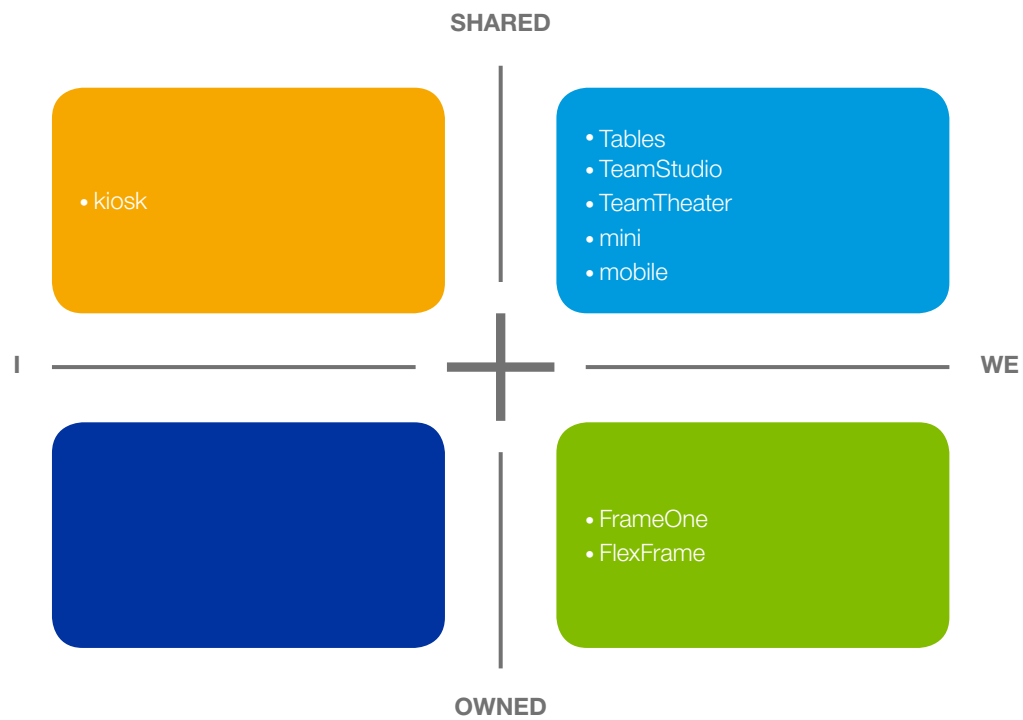 SHARED
• kiosk
• Tables
• TeamStudio
• TeamTheater
• mini
• mobile
I
WE
• FrameOne
• FlexFrame
OWNED